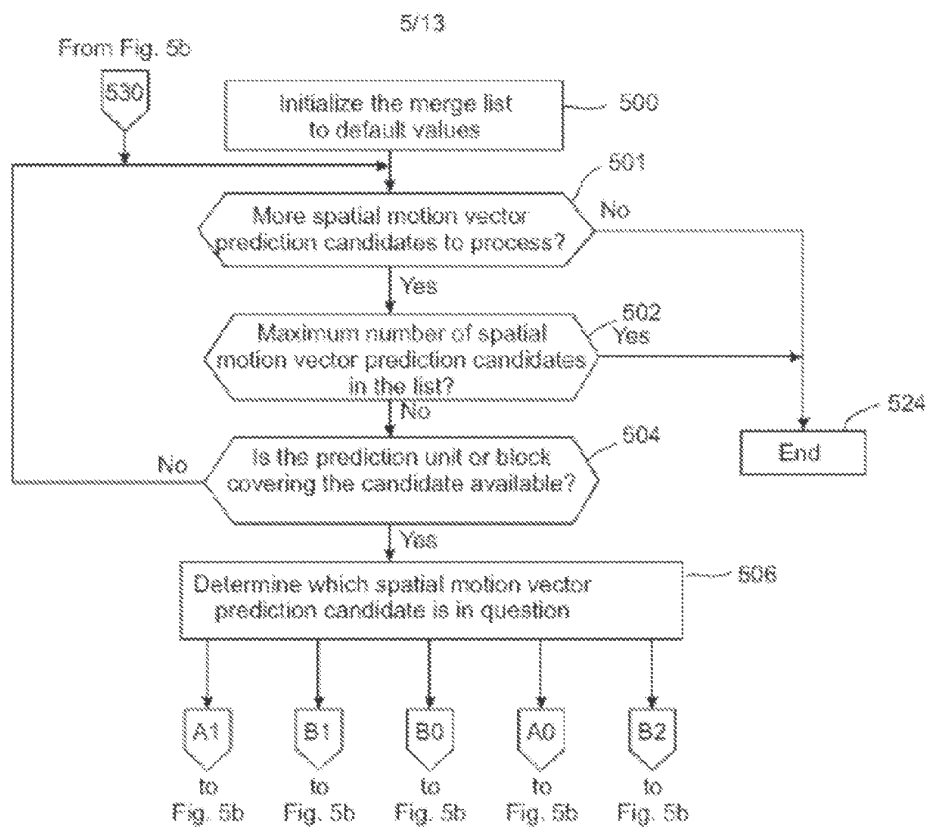 5/13
From Fig. 5b
530
Initialize the merge list
to default values
500
501
More spatial motion vector
prediction candidates to process?
No
Yes
502
Maximum number of spatial
motion vector prediction candidates
in the list?
Yes
No
524
End
504
Is the prediction unit or block
covering the candidate available?
No
Yes
506
Determine which spatial motion vector
prediction candidate is in question
A1 B1 B0 A0 B2
to to to to to
Fig. 5b Fig. 5b Fig. 5b Fig. 5b Fig. 5b